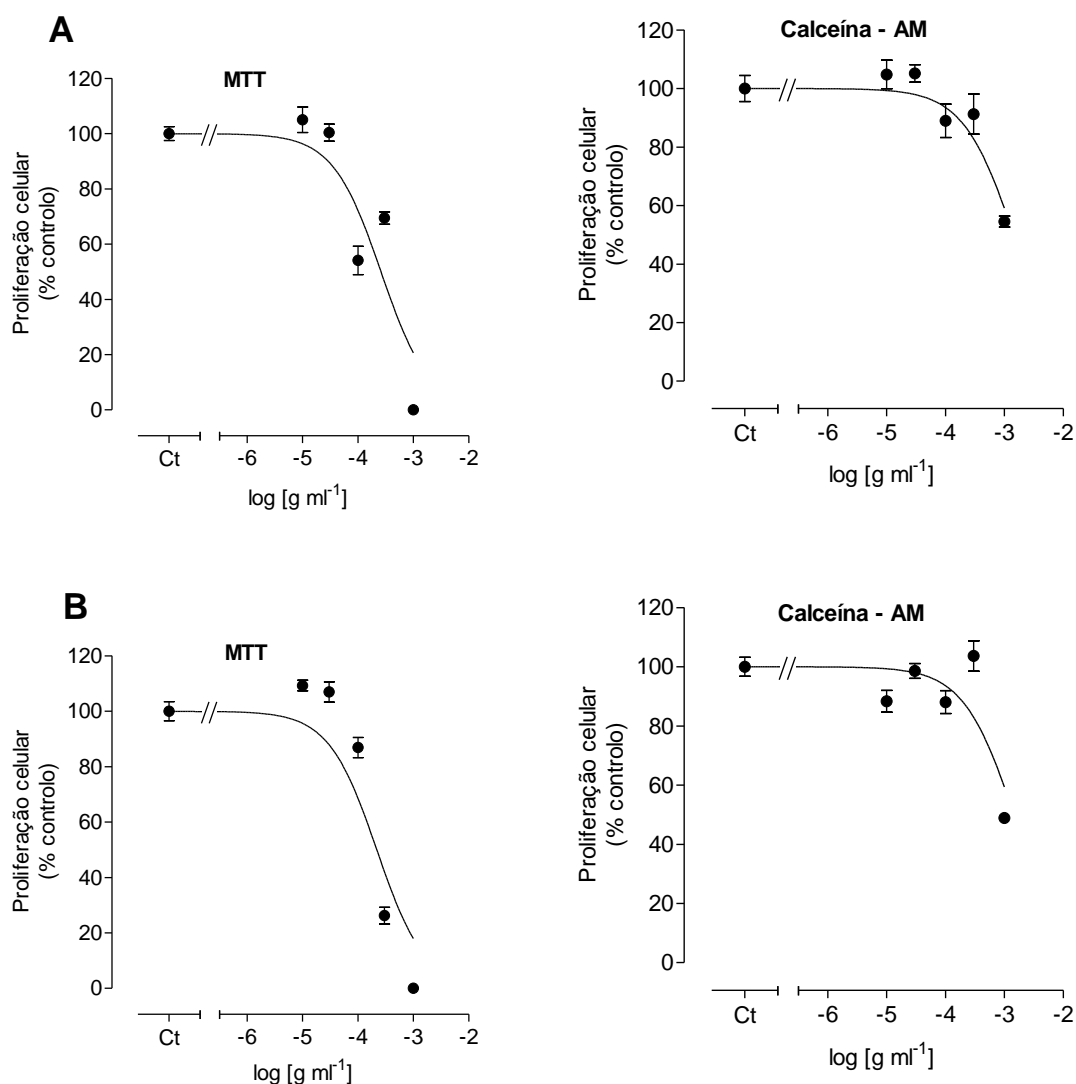 A
MTT
Proliferação celular
(% controlo)
120
100
80
60
40
20
0
Ct
-6 -5 -4 -3 -2
log [g ml⁻¹]
Calceína - AM
Proliferação celular
(% controlo)
120
100
80
60
40
20
0
Ct
-6 -5 -4 -3 -2
log [g ml⁻¹]
B
MTT
Proliferação celular
(% controlo)
120
100
80
60
40
20
0
Ct
-6 -5 -4 -3 -2
log [g ml⁻¹]
Calceína - AM
Proliferação celular
(% controlo)
120
100
80
60
40
20
0
Ct
-6 -5 -4 -3 -2
log [g ml⁻¹]